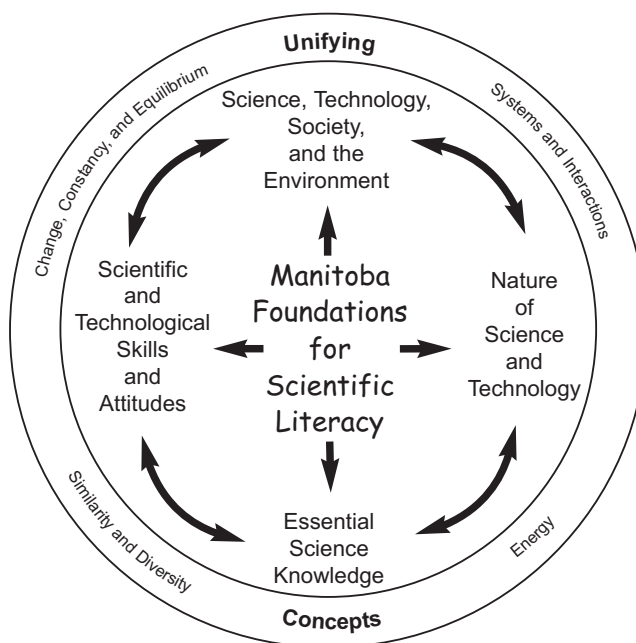 Unifying
Change, Constancy, and Equilibrium
Systems and Interactions
Science, Technology,
Society,
and the
Environment
Scientific
and
Technological
Skills
and
Attitudes
Manitoba
Foundations
for
Scientific
Literacy
Nature
of
Science
and
Technology
Essential
Science
Knowledge
Similarity and Diversity
Energy
Concepts